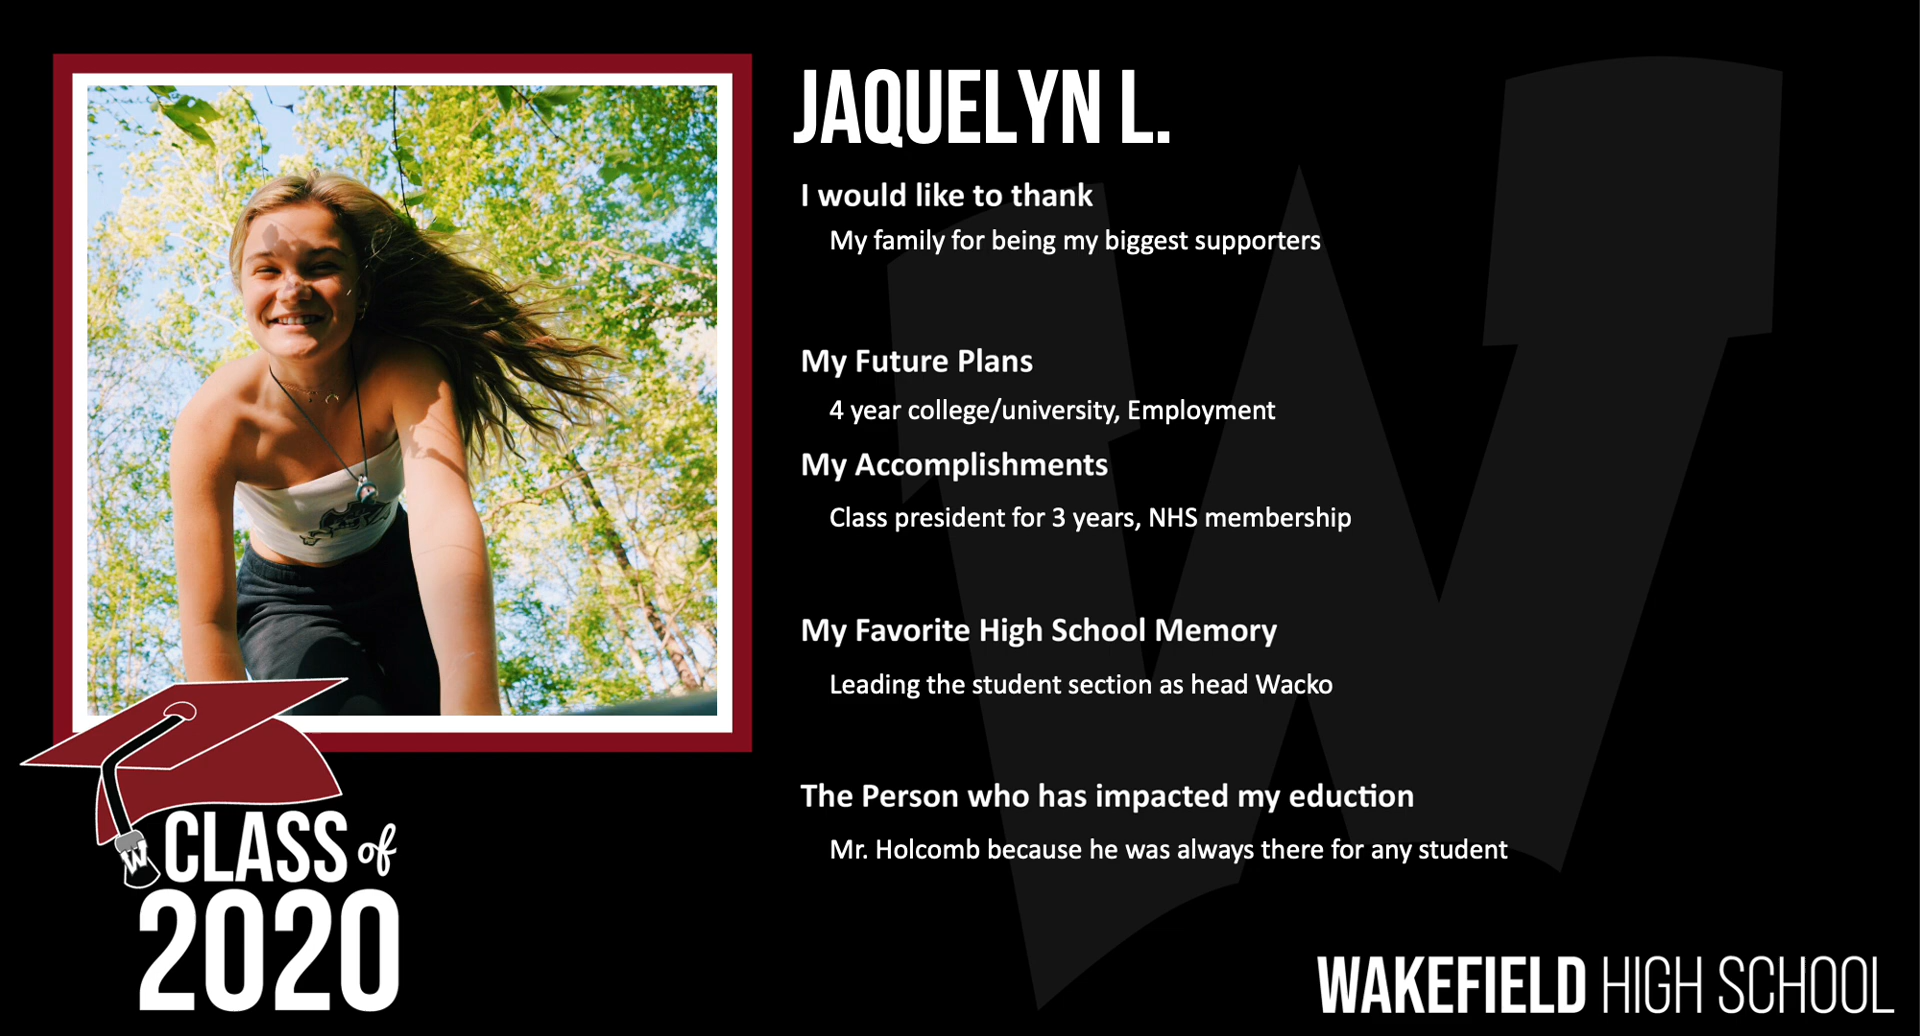 JAQUELYN L.
I would like to thank
My family for being my biggest supporters
My Future Plans
4 year college/university, Employment
My Accomplishments
Class president for 3 years, NHS membership
My Favorite High School Memory
Leading the student section as head Wacko
The Person who has impacted my eduction
Mr. Holcomb because he was always there for any student
W
CLASS of
2020
WAKEFIELD HIGH SCHOOL